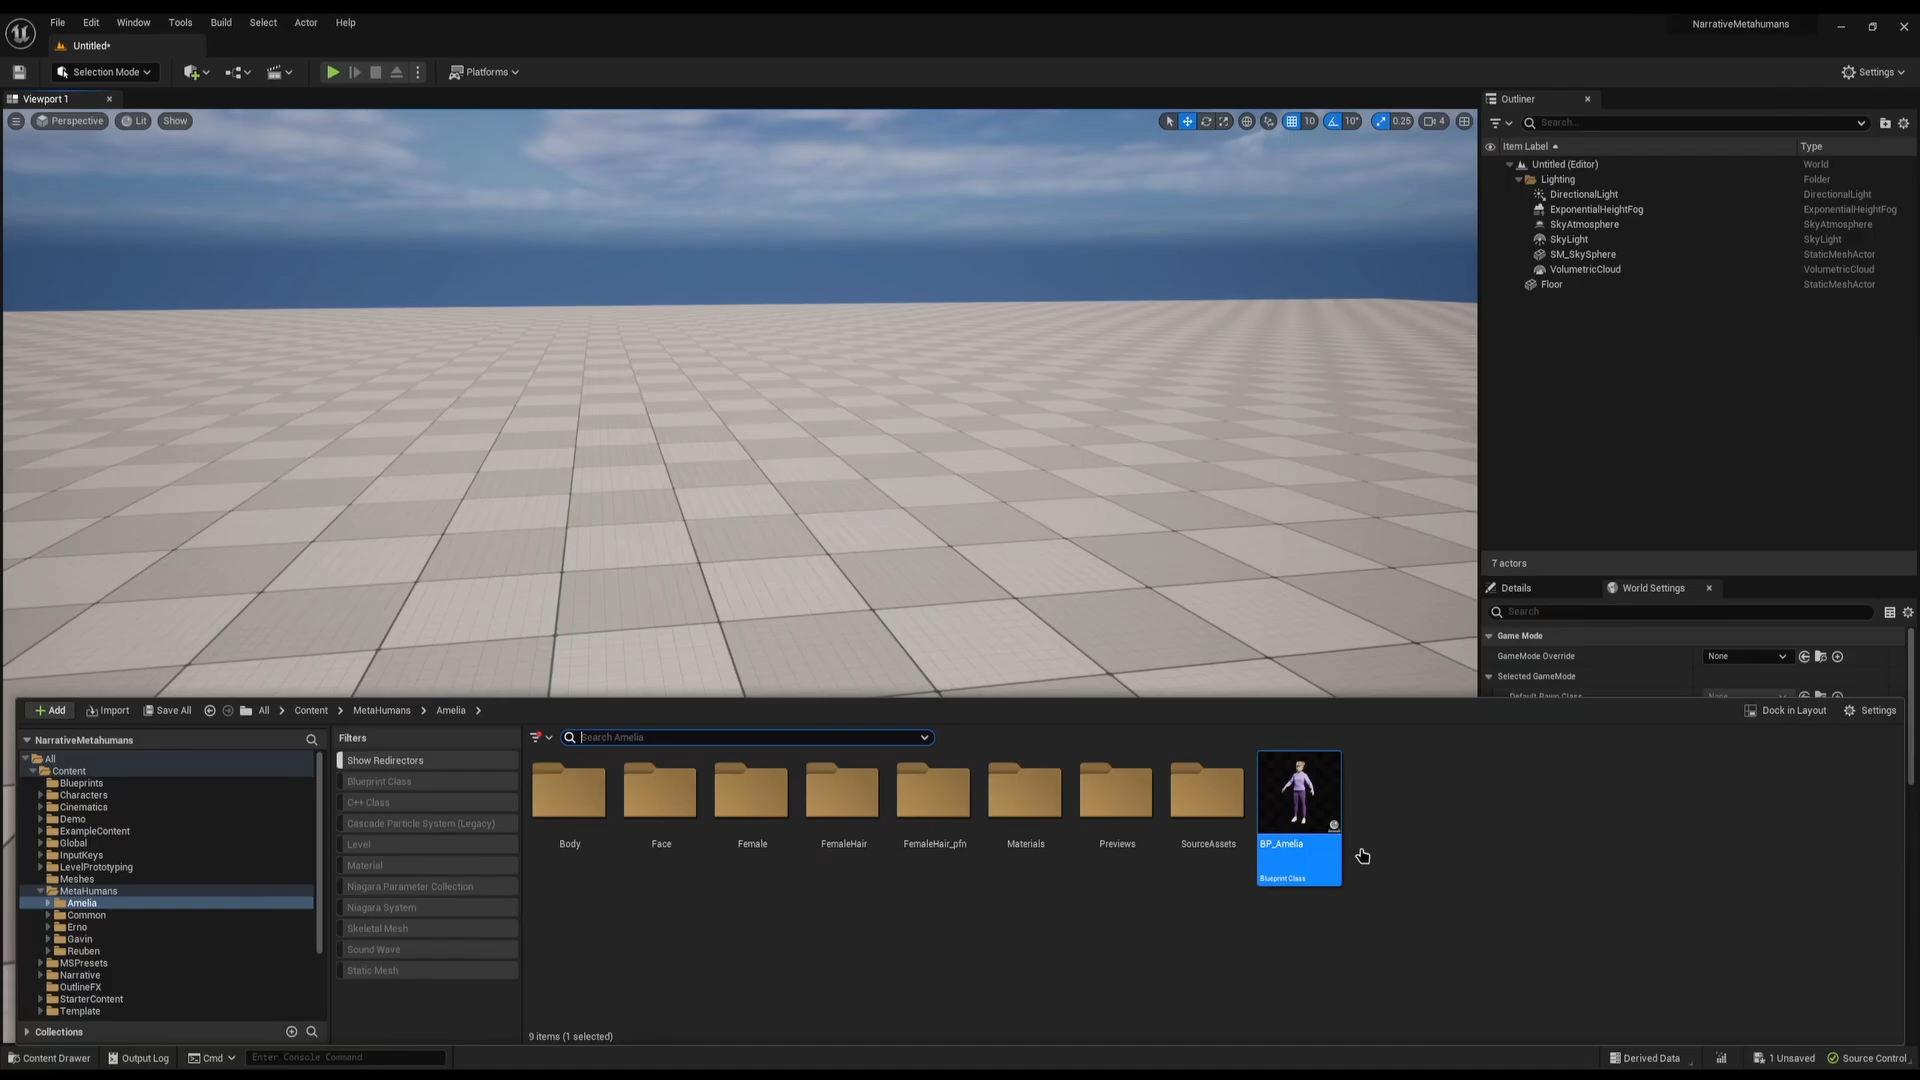 File Edit Window Tools Build Select Actor Help
NarrativeMetahumans
Untitled*
Selection Mode
Platforms
Settings
Viewport 1
Perspective
Lit
Show
10
10°
0.25
4
Outliner
Search...
Item Label
Type
Untitled (Editor)
World
Lighting
Folder
DirectionalLight
DirectionalLight
ExponentialHeightFog
ExponentialHeightFog
SkyAtmosphere
SkyAtmosphere
SkyLight
SkyLight
SM_SkySphere
StaticMeshActor
VolumetricCloud
VolumetricCloud
Floor
StaticMeshActor
7 actors
Details
World Settings
Search
Game Mode
GameMode Override
None
Selected GameMode
Default Pawn Class
None
Add
Import
Save All
All
Content
MetaHumans
Amelia
Dock in Layout
Settings
NarrativeMetahumans
All
Content
Blueprints
Characters
Cinematics
Demo
ExampleContent
Global
InputKeys
LevelPrototyping
Meshes
MetaHumans
Amelia
Common
Erno
Gavin
Reuben
MSPresets
Narrative
OutlineFX
StarterContent
Template
Collections
Filters
Show Redirectors
Blueprint Class
C++ Class
Cascade Particle System (Legacy)
Level
Material
Niagara Parameter Collection
Niagara System
Skeletal Mesh
Sound Wave
Static Mesh
Search Amelia
Body
Face
Female
FemaleHair
FemaleHair_pfn
Materials
Previews
SourceAssets
BP_Amelia
Blueprint Class
9 items (1 selected)
Content Drawer
Output Log
Cmd
Enter Console Command
Derived Data
1 Unsaved
Source Control